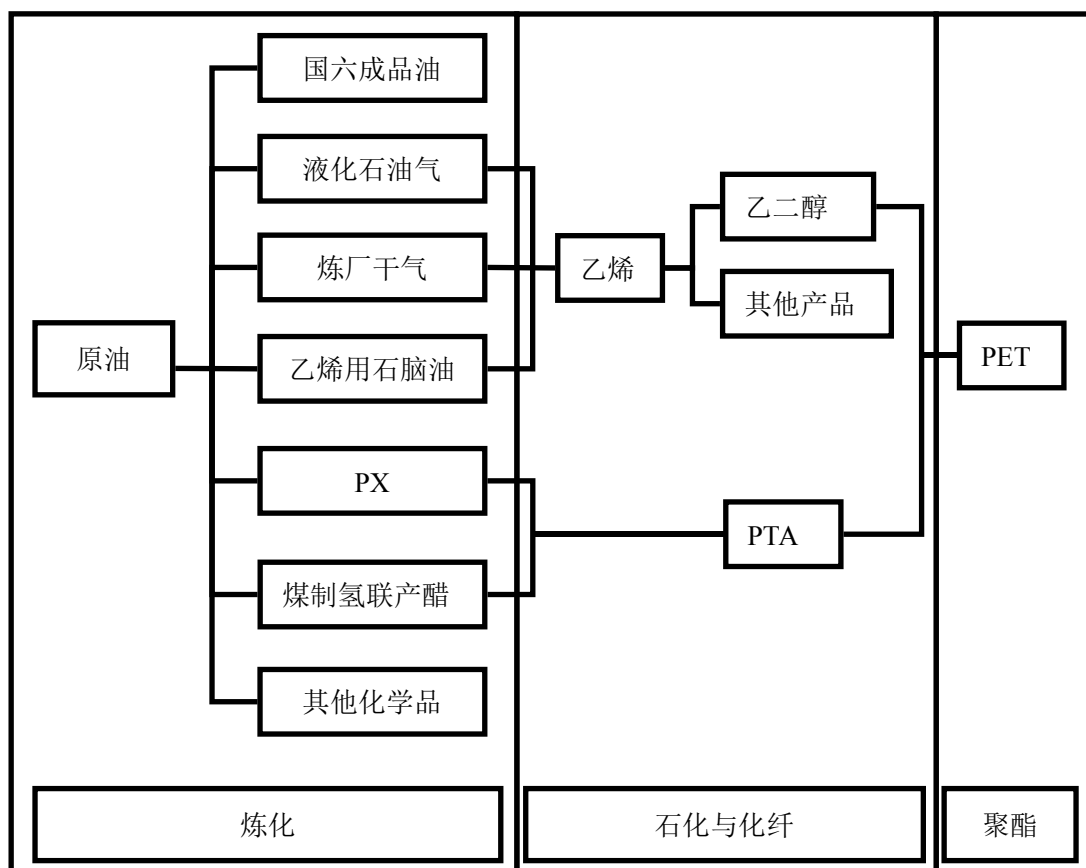 国六成品油
液化石油气
炼厂干气
乙烯用石脑油
PX
煤制氢联产醋
其他化学品
原油
乙烯
乙二醇
其他产品
PTA
PET
炼化
石化与化纤
聚酯